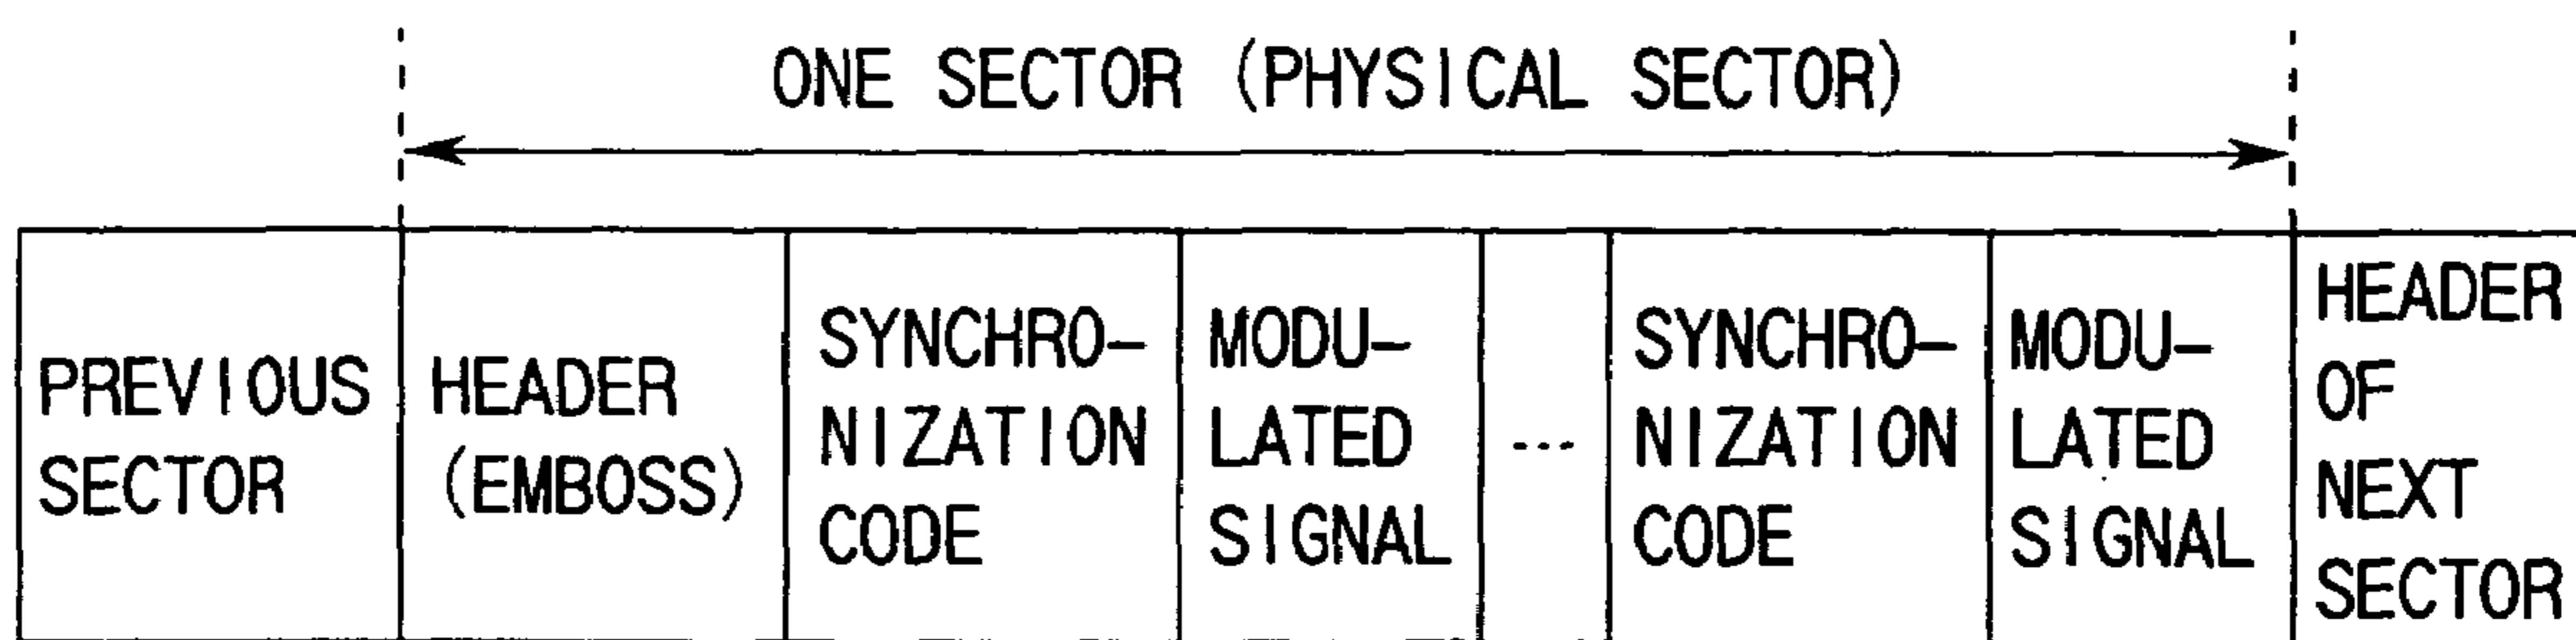 ONE SECTOR (PHYSICAL SECTOR)
PREVIOUS
SECTOR
HEADER
(EMBOSS)
SYNCHRO-
NIZATION
CODE
MODU-
LATED
SIGNAL
...
SYNCHRO-
NIZATION
CODE
MODU-
LATED
SIGNAL
HEADER
OF
NEXT
SECTOR